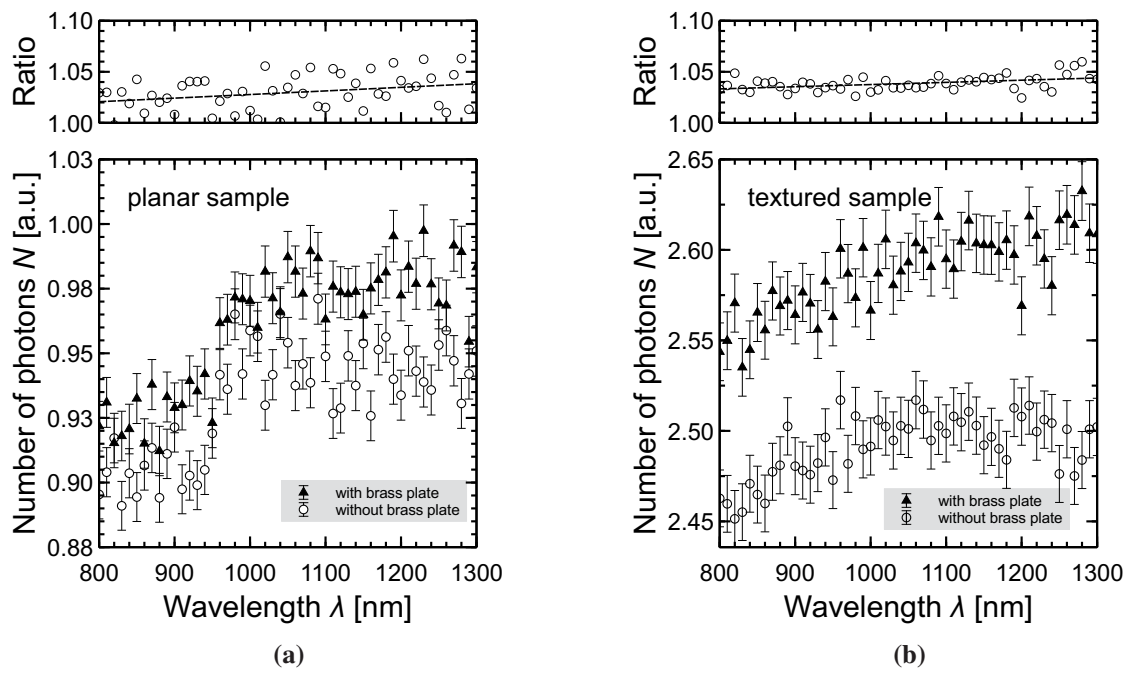 1.10
1.05
1.00
Ratio
1.03
1.00
0.98
0.95
0.93
0.90
0.88
Number of photons N [a.u.]
planar sample
with brass plate
without brass plate
800 900 1000 1100 1200 1300
Wavelength λ [nm]
(a)
1.10
1.05
1.00
Ratio
2.65
2.60
2.55
2.50
2.45
Number of photons N [a.u.]
textured sample
with brass plate
without brass plate
800 900 1000 1100 1200 1300
Wavelength λ [nm]
(b)